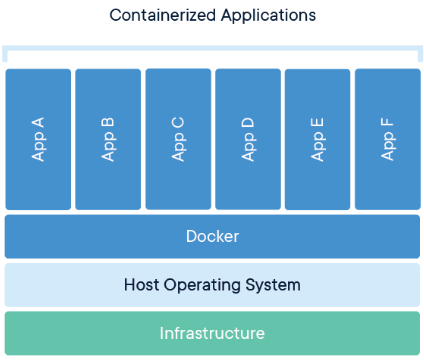 Containerized Applications
App A
App B
App C
App D
App E
App F
Docker
Host Operating System
Infrastructure